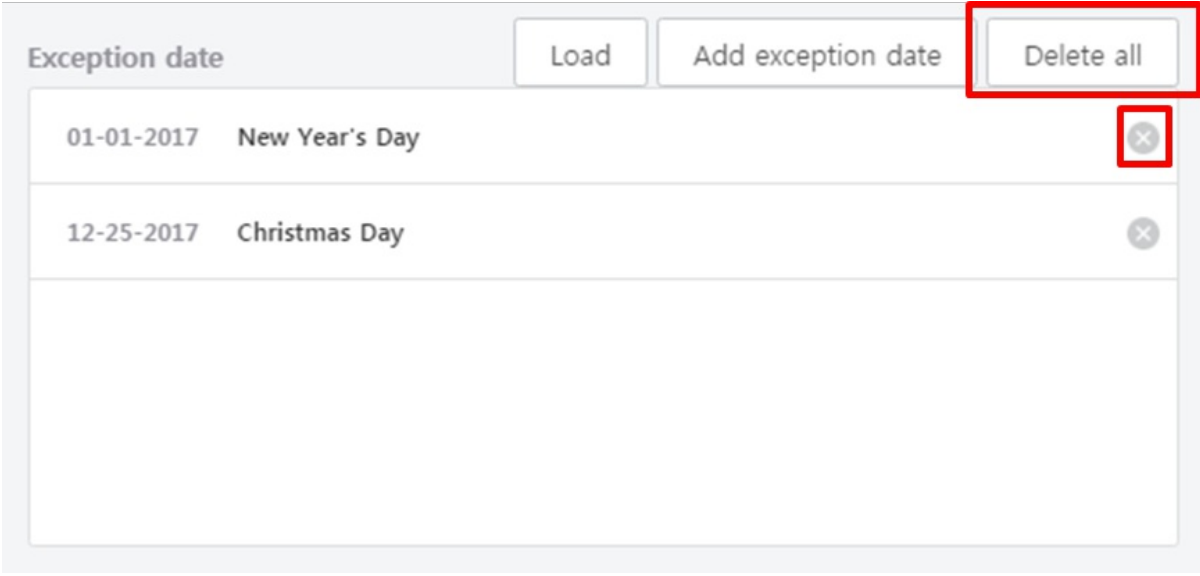 Exception date Load Add exception date Delete all
01-01-2017 New Year's Day
12-25-2017 Christmas Day